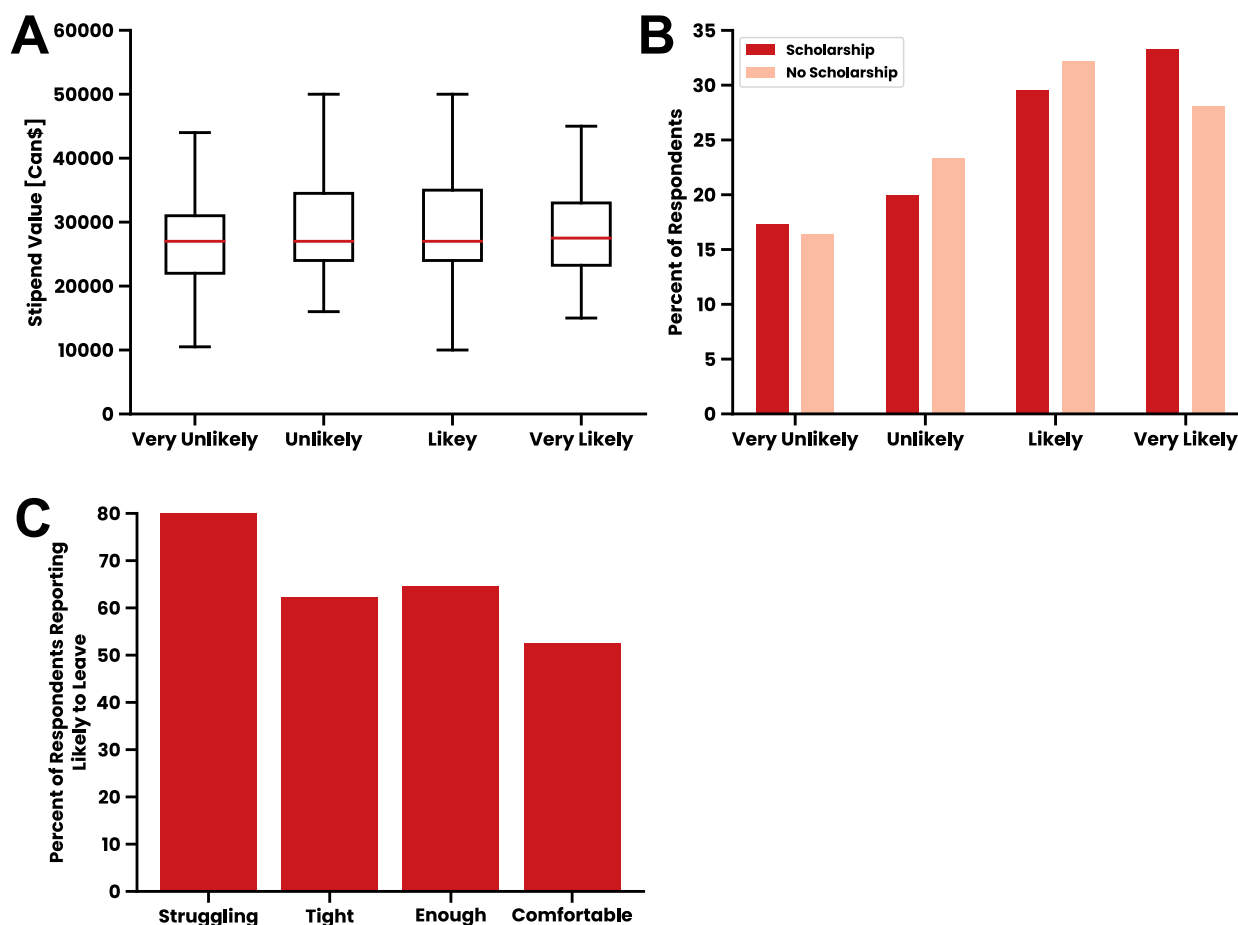 A
Stipend Value [Can$]
60000
50000
40000
30000
20000
10000
0
Very Unlikely
Unlikely
Likey
Very Likely
B
Percent of Respondents
35
30
25
20
15
10
5
0
Scholarship
No Scholarship
Very Unlikely
Unlikely
Likely
Very Likely
C
Percent of Respondents Reporting
Likely to Leave
80
70
60
50
40
30
20
10
0
Struggling
Tight
Enough
Comfortable